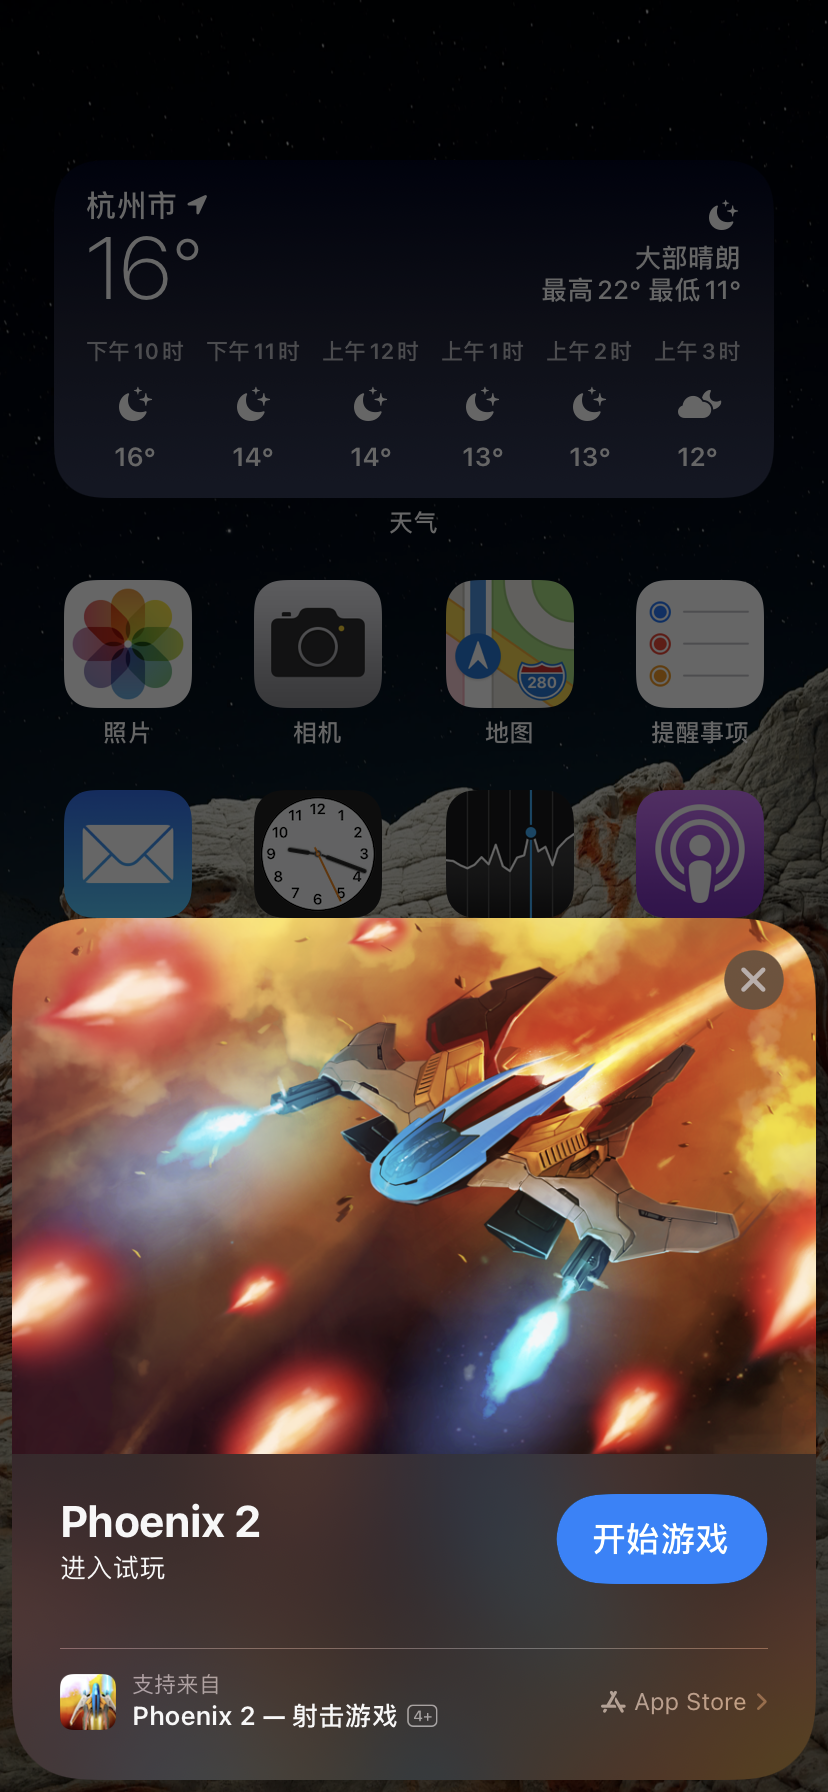 杭州市
16°
大部晴朗
最高22° 最低11°
下午10时 下午11时 上午12时 上午1时 上午2时 上午3时
16° 14° 14° 13° 13° 12°
天气
280
照片 相机 地图 提醒事项
12
11 1
10 2
9 3
8 4
7 5
6
Phoenix 2
进入试玩
开始游戏
支持来自
Phoenix 2 — 射击游戏 4+
App Store